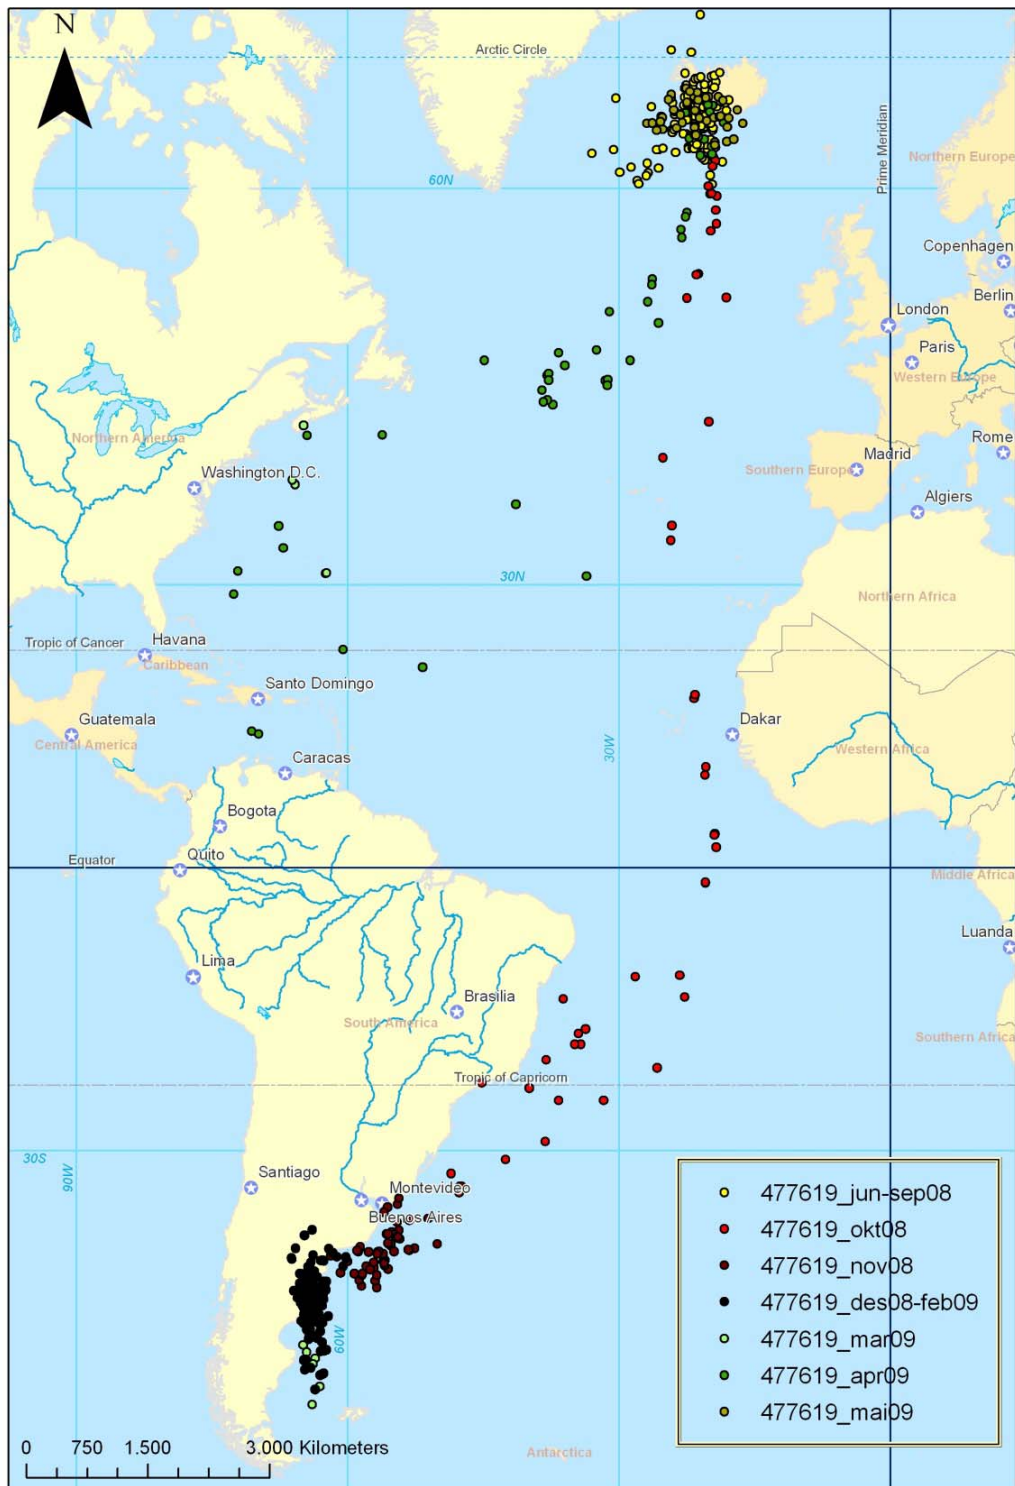 N
Arctic Circle
Prime Meridian
Northern Europe
60N
Copenhagen
Berlin
London
Paris
Western Europe
Northern America
Rome
Washington D.C.
Southern Europe
Madrid
Algiers
30N
Northern Africa
Tropic of Cancer
Havana
Caribbean
Santo Domingo
Guatemala
Central America
30W
Dakar
Western Africa
Caracas
Bogota
Equator
Quito
Middle Africa
Luanda
Lima
Brasilia
South America
Southern Africa
Tropic of Capricorn
30S
90W
Santiago
Montevideo
Buenos Aires
60W
477619_jun-sep08
477619_okt08
477619_nov08
477619_des08-feb09
477619_mar09
477619_apr09
477619_mai09
0 750 1.500 3.000 Kilometers
Antarctica